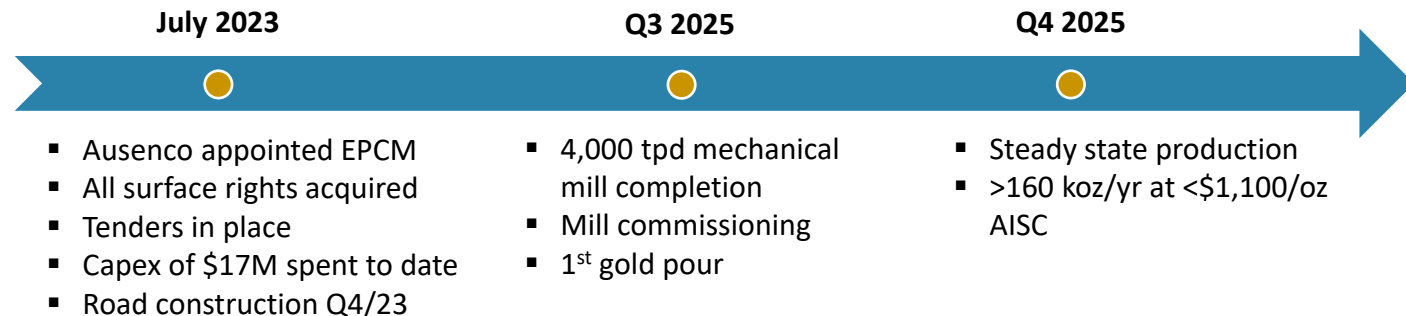 July 2023
▪ Ausenco appointed EPCM
▪ All surface rights acquired
▪ Tenders in place
▪ Capex of $17M spent to date
▪ Road construction Q4/23
Q3 2025
▪ 4,000 tpd mechanical
mill completion
▪ Mill commissioning
▪ 1st gold pour
Q4 2025
▪ Steady state production
▪ >160 koz/yr at <$1,100/oz
AISC